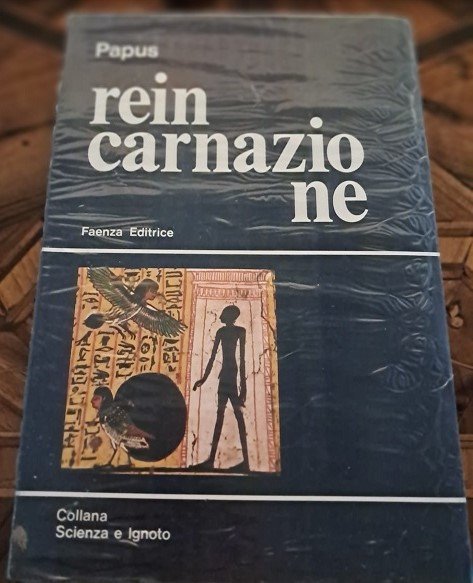 Papus
rein
carnazio
ne
Faenza Editrice
Collana
Scienza e Ignoto